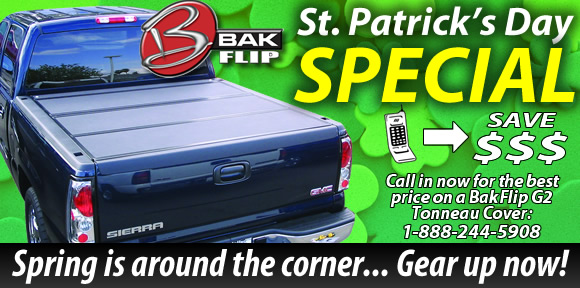 B
BAK
FLIP
St. Patrick's Day
SPECIAL
SAVE
$$$
Call in now for the best
price on a BakFlip G2
Tonneau Cover:
1-888-244-5908
GMC
SIERRA
Spring is around the corner... Gear up now!